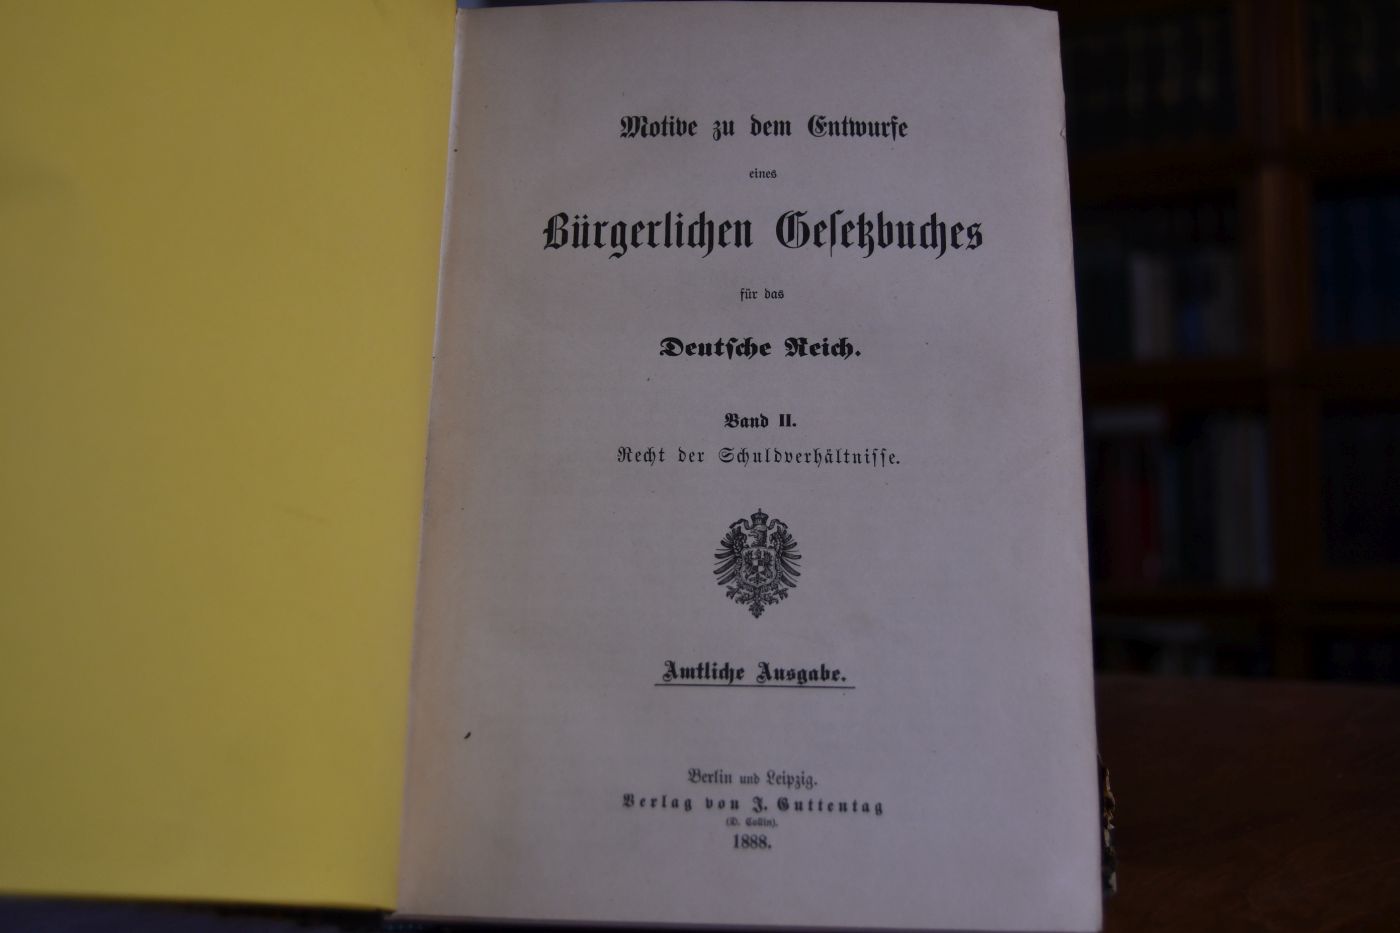 Motive zu dem Entwurfe
eines
Bürgerlichen Gesetzbuches
für das
Deutsche Reich.
Band II.
Recht der Schuldverhältnisse.
Amtliche Ausgabe.
Berlin und Leipzig.
Verlag von J. Guttentag
(D. Collin).
1888.